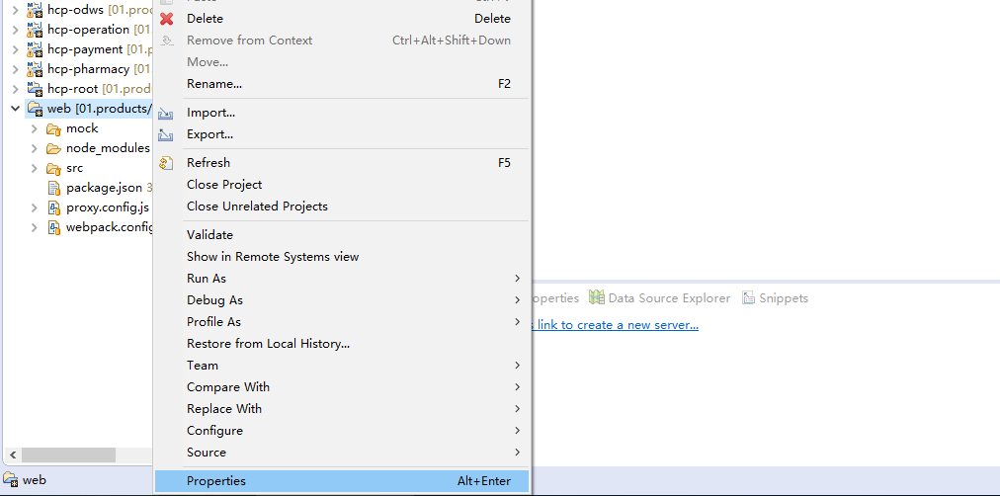 hcp-odws [01.proc
hcp-operation [01.
hcp-payment [01.p
hcp-pharmacy [01.
hcp-root [01.produ
web [01.products/
mock
node_modules
src
package.json 3
proxy.config.js
webpack.config
web
Delete Delete
Remove from Context Ctrl+Alt+Shift+Down
Move...
Rename... F2
Import...
Export...
Refresh F5
Close Project
Close Unrelated Projects
Validate
Show in Remote Systems view
Run As
Debug As
Profile As
Restore from Local History...
Team
Compare With
Replace With
Configure
Source
Properties Alt+Enter
operties Data Source Explorer Snippets
link to create a new server...